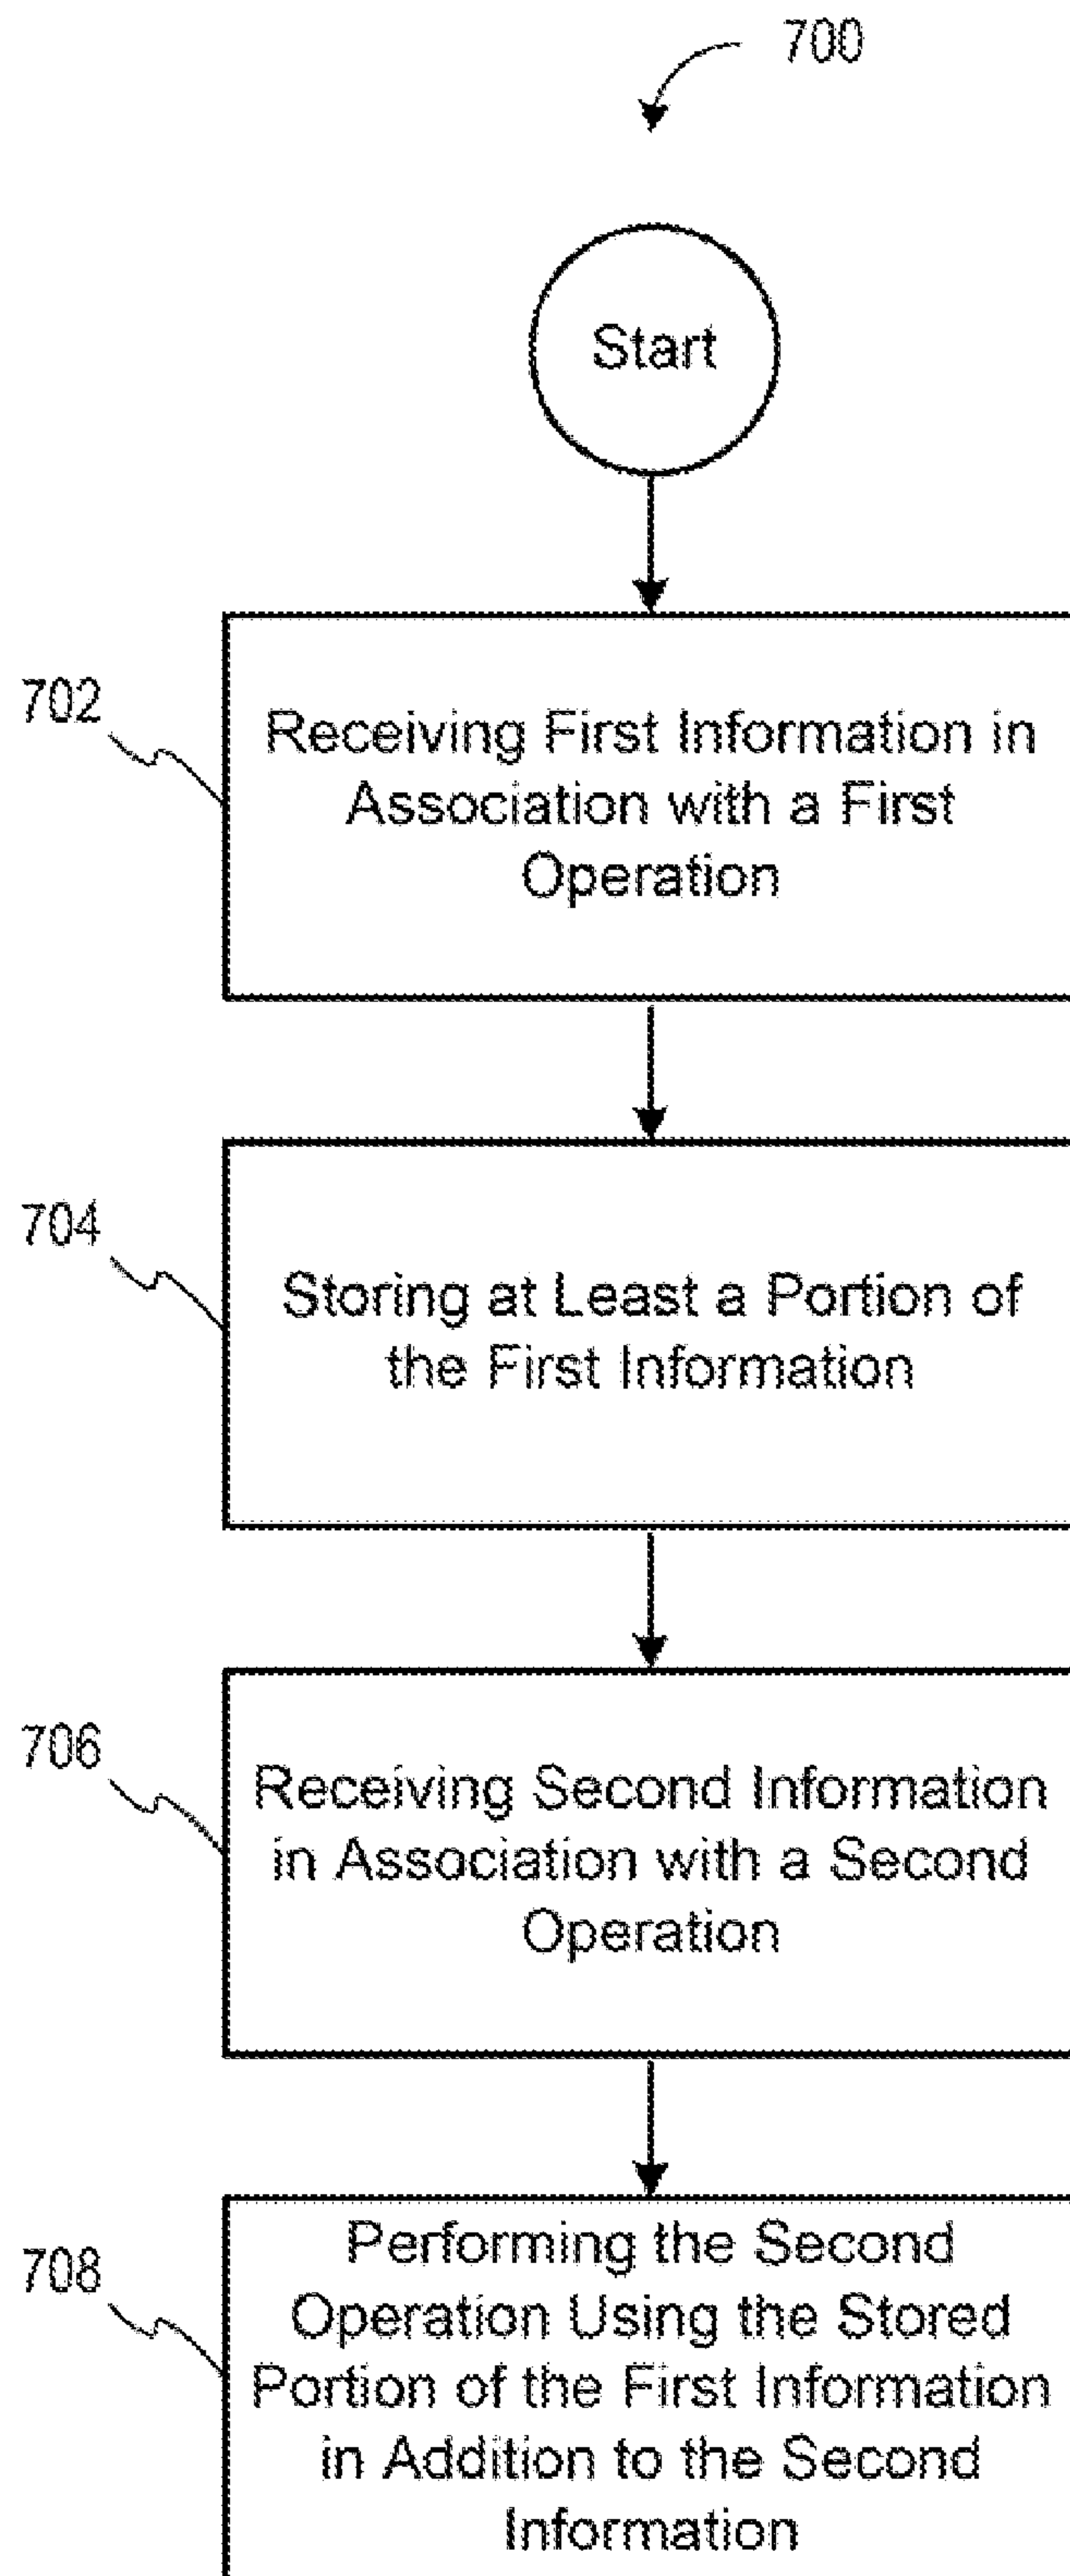 700
Start
702
Receiving First Information in
Association with a First
Operation
704
Storing at Least a Portion of
the First Information
706
Receiving Second Information
in Association with a Second
Operation
708
Performing the Second
Operation Using the Stored
Portion of the First Information
in Addition to the Second
Information